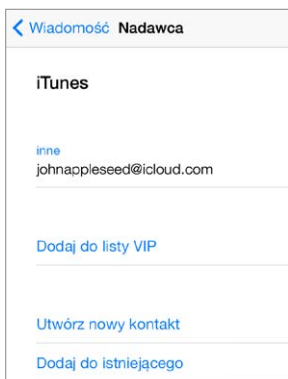 Wiadomość Nadawca
iTunes
inne
johnappleseed@icloud.com
Dodaj do listy VIP
Utwórz nowy kontakt
Dodaj do istniejącego